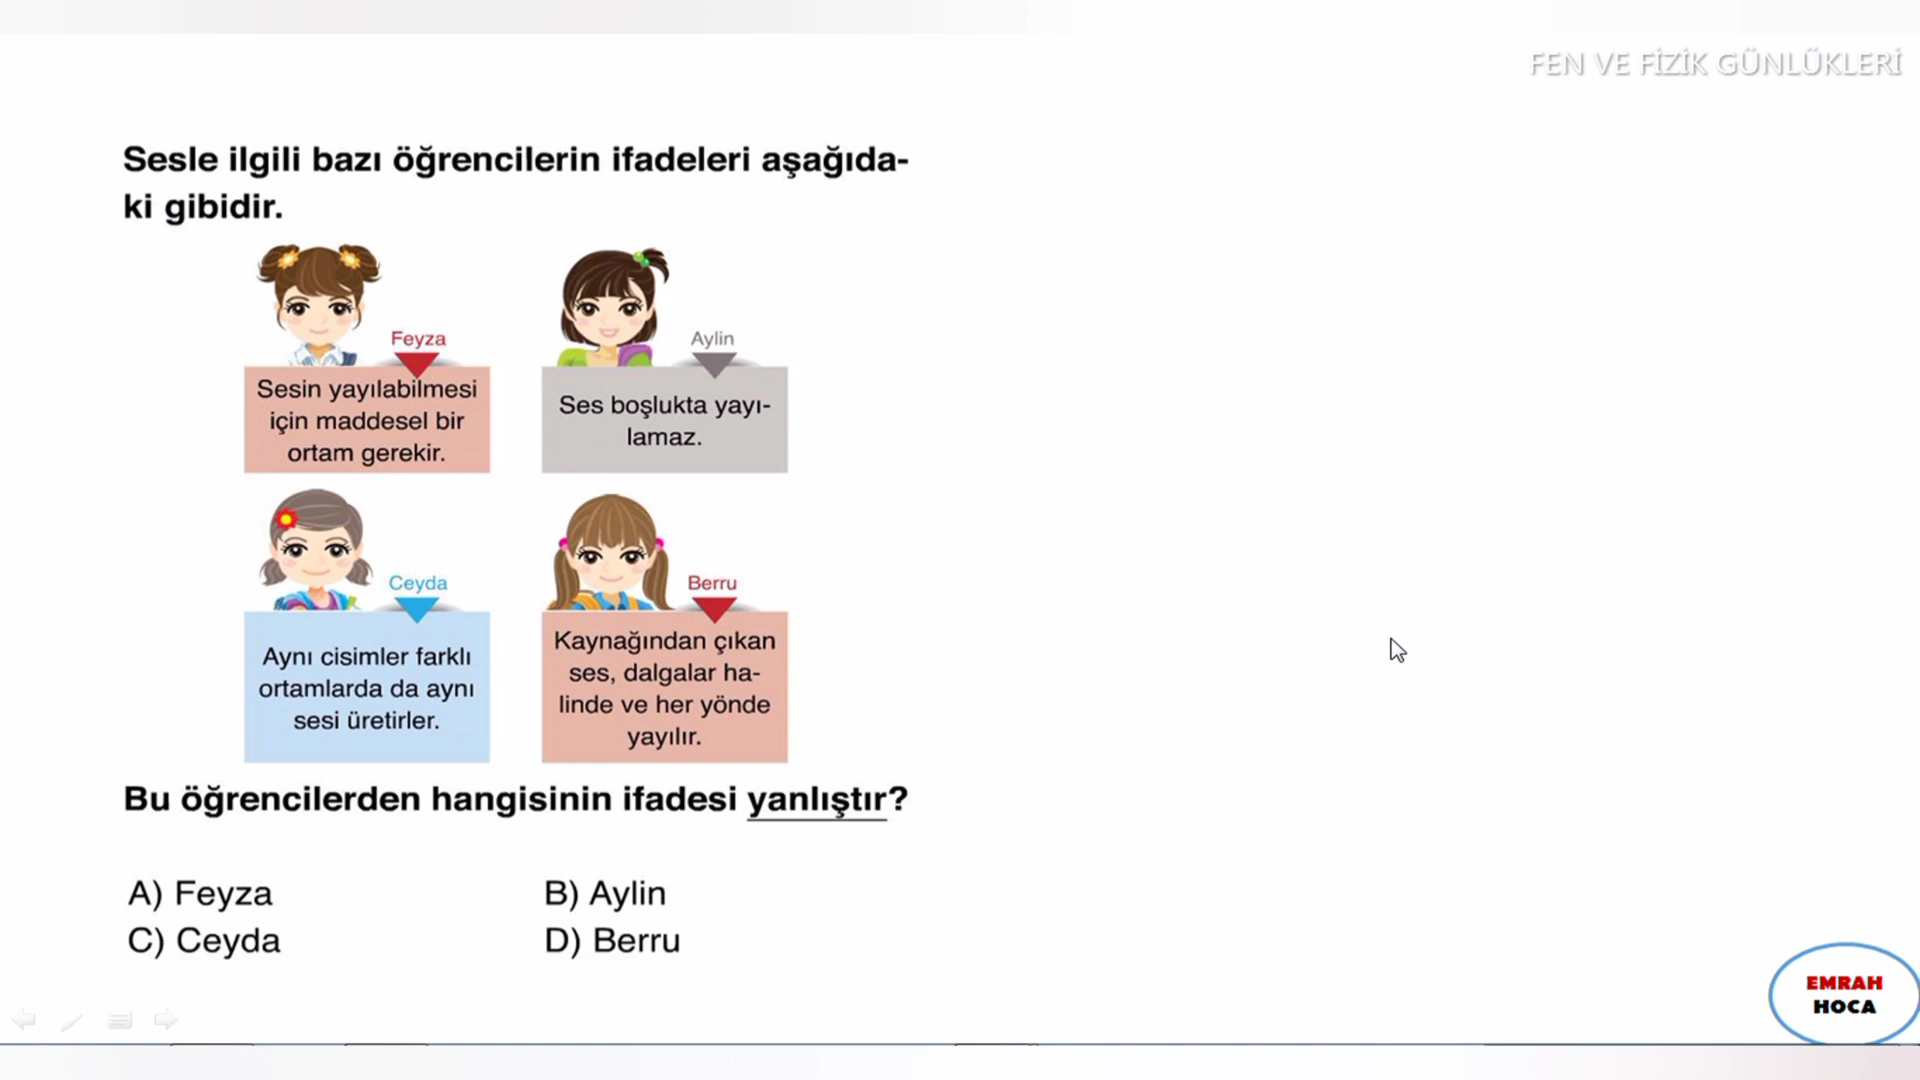 FEN VE FİZİK GÜNLÜKLERİ
Sesle ilgili bazı öğrencilerin ifadeleri aşağıda-
ki gibidir.
Feyza
Sesin yayılabilmesi
için maddesel bir
ortam gerekir.
Aylin
Ses boşlukta yayı-
lamaz.
Ceyda
Aynı cisimler farklı
ortamlarda da aynı
sesi üretirler.
Berru
Kaynağından çıkan
ses, dalgalar ha-
linde ve her yönde
yayılır.
Bu öğrencilerden hangisinin ifadesi yanlıştır?
A) Feyza
B) Aylin
C) Ceyda
D) Berru
EMRAH
HOCA